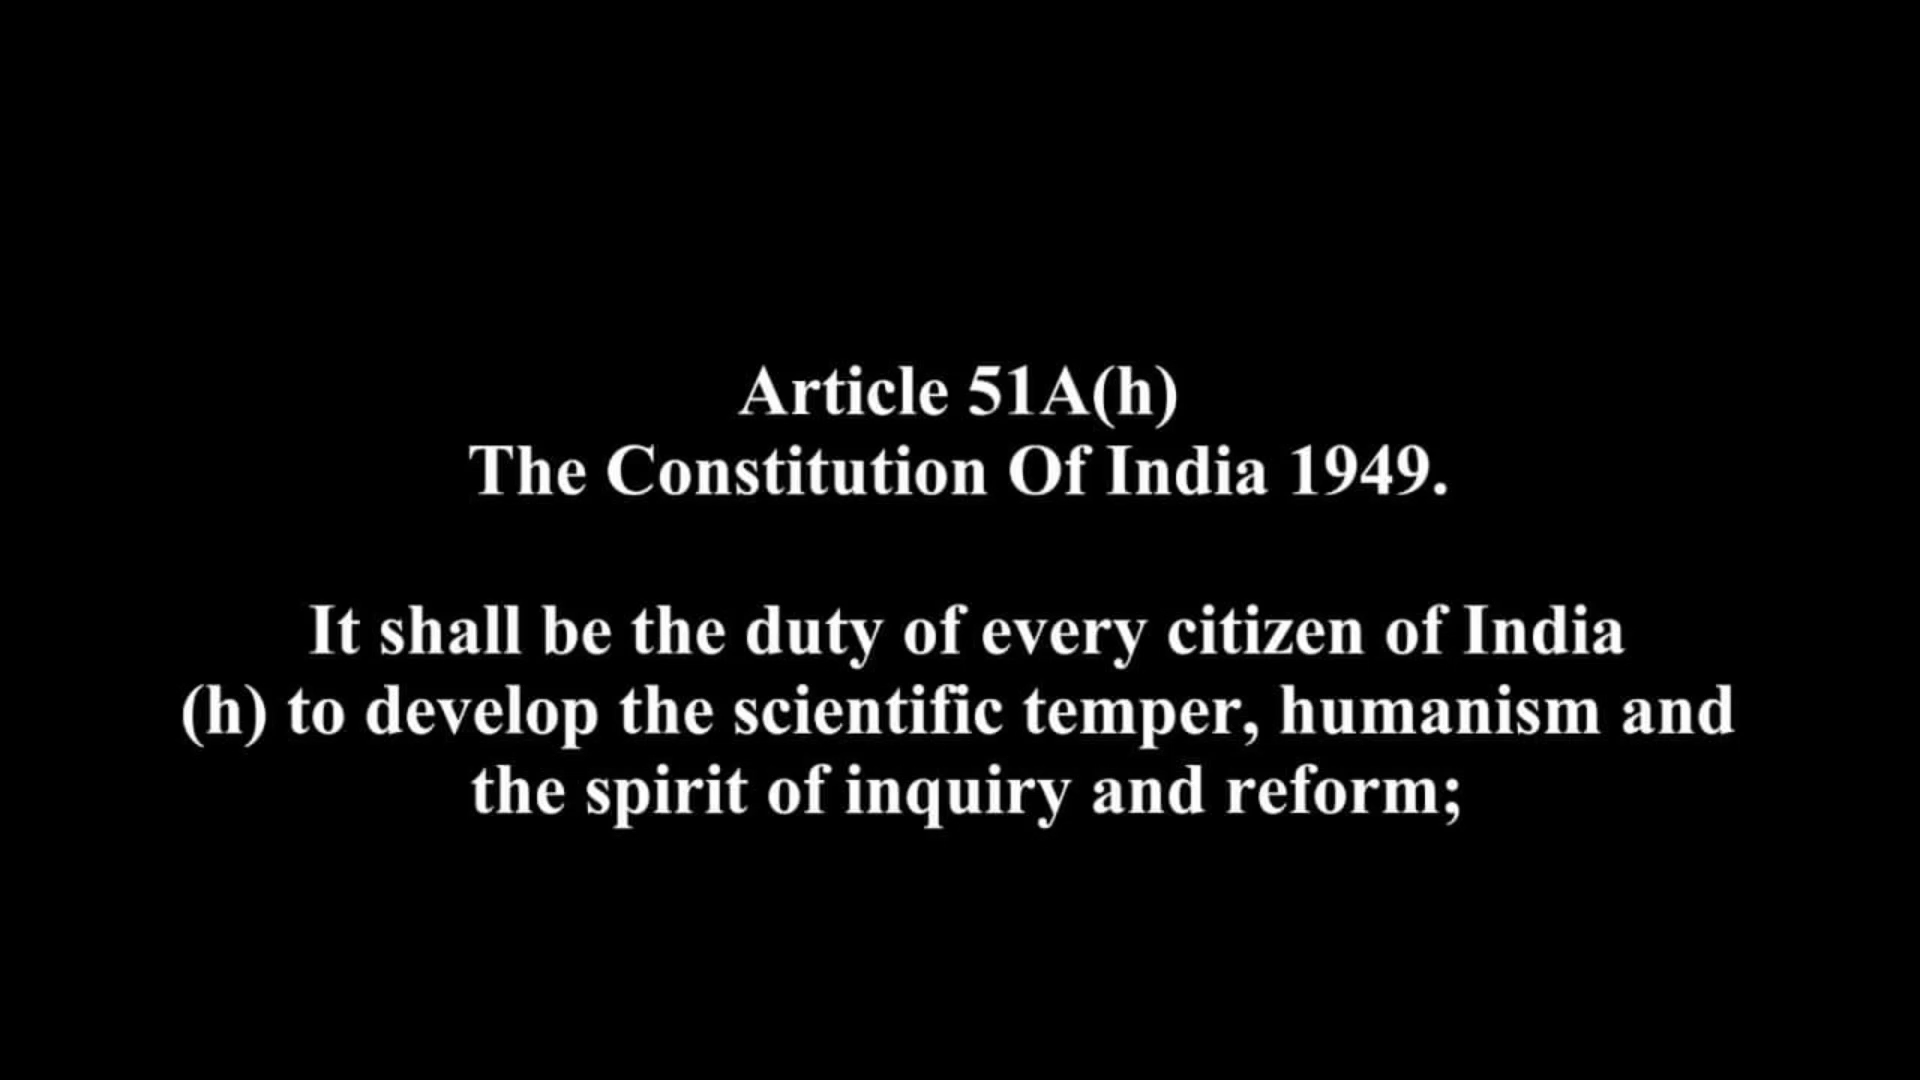 Article 51A(h)
The Constitution Of India 1949.
It shall be the duty of every citizen of India
(h) to develop the scientific temper, humanism and
the spirit of inquiry and reform;